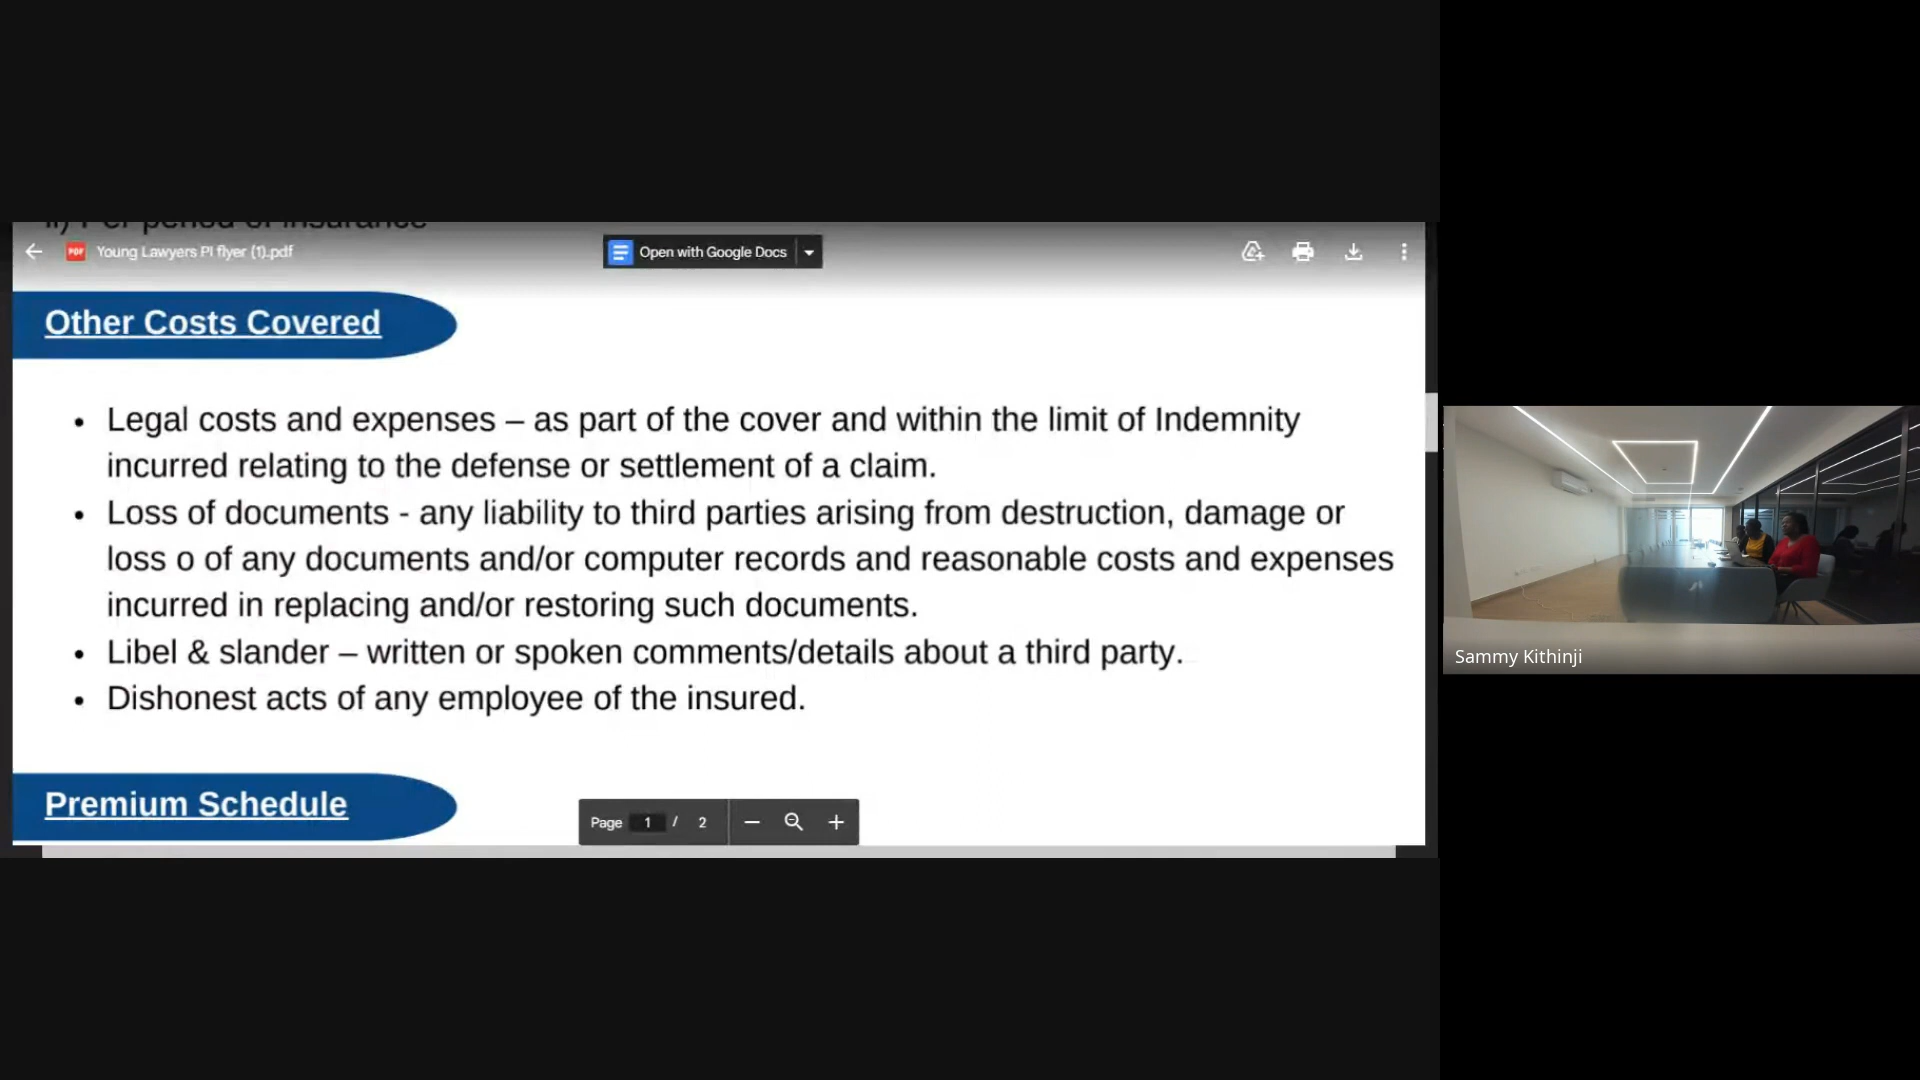 ii) Per period of insurance
Young Lawyers PI flyer (1).pdf
Open with Google Docs
Other Costs Covered
• Legal costs and expenses – as part of the cover and within the limit of Indemnity
incurred relating to the defense or settlement of a claim.
• Loss of documents - any liability to third parties arising from destruction, damage or
loss o of any documents and/or computer records and reasonable costs and expenses
incurred in replacing and/or restoring such documents.
• Libel & slander – written or spoken comments/details about a third party.
• Dishonest acts of any employee of the insured.
Premium Schedule
Page 1 / 2
Sammy Kithinji